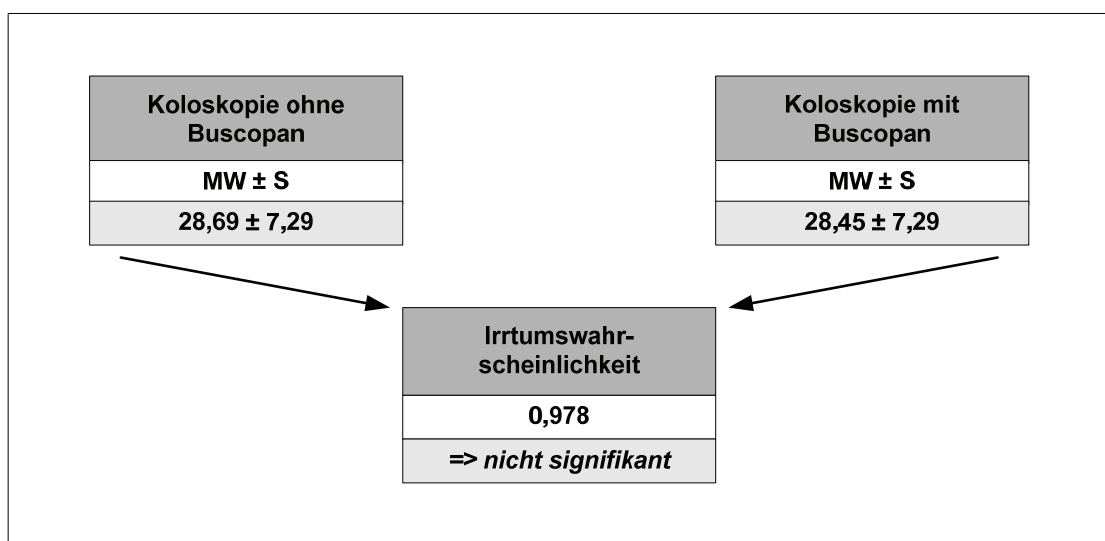 Koloskopie ohne
Buscopan
MW ± S
28,69 ± 7,29
Koloskopie mit
Buscopan
MW ± S
28,45 ± 7,29
Irrtumswahr-
scheinlichkeit
0,978
=> nicht signifikant